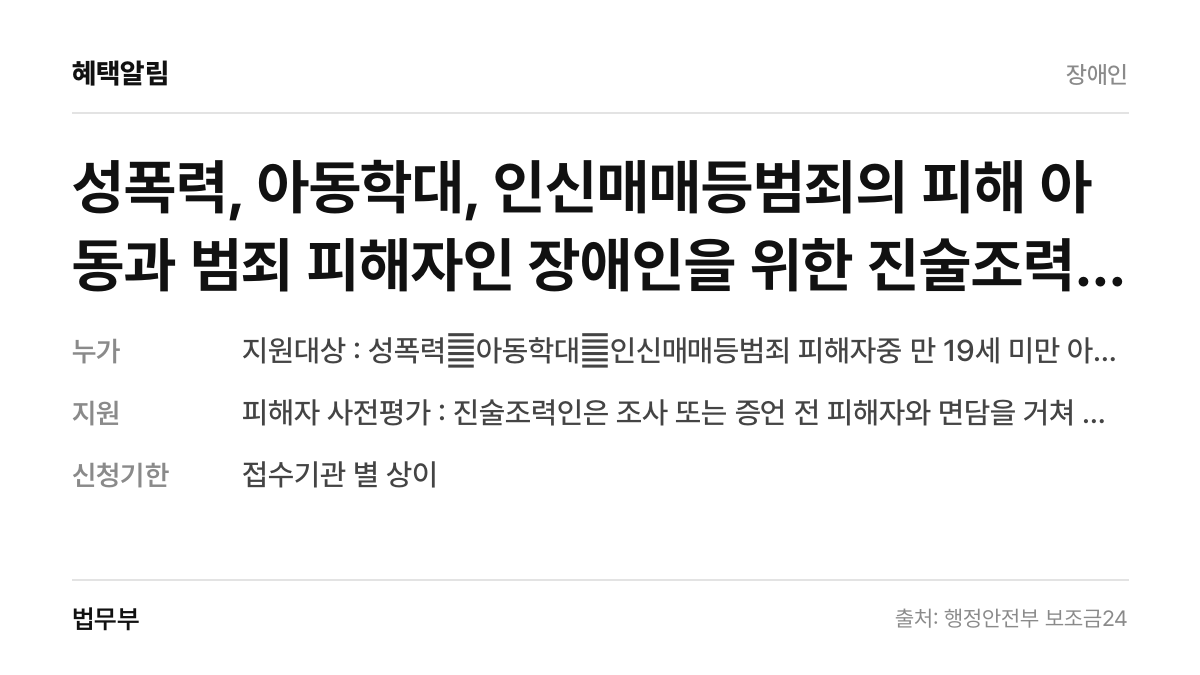 혜택알림
장애인
성폭력, 아동학대, 인신매매등범죄의 피해 아
동과 범죄 피해자인 장애인을 위한 진술조력...
누가 지원대상 : 성폭력䷁아동학대䷁인신매매등범죄 피해자중 만 19세 미만 아...
지원 피해자 사전평가 : 진술조력인은 조사 또는 증언 전 피해자와 면담을 거쳐 ...
신청기한 접수기관 별 상이
법무부
출처: 행정안전부 보조금24